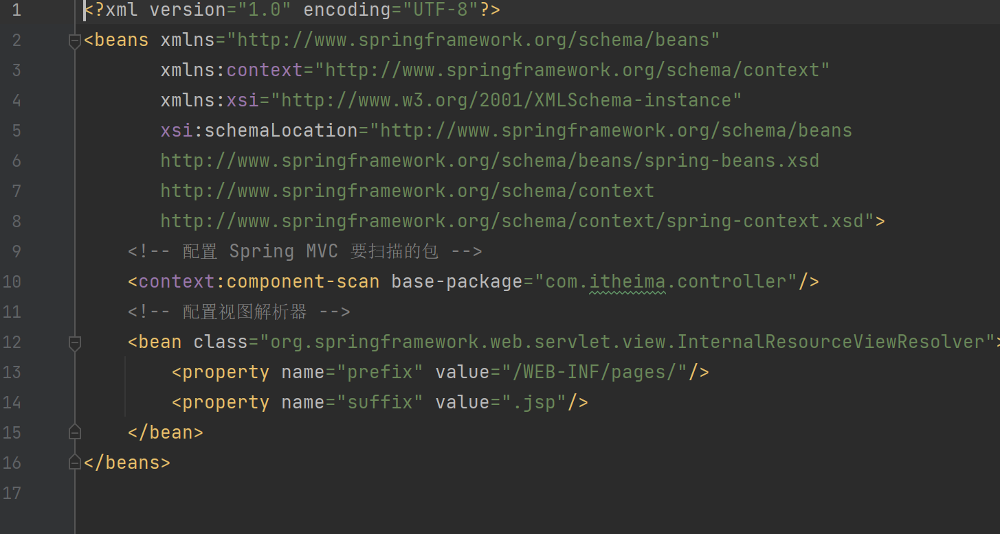 1 <?xml version="1.0" encoding="UTF-8"?>
2 <beans xmlns="http://www.springframework.org/schema/beans"
3 xmlns:context="http://www.springframework.org/schema/context"
4 xmlns:xsi="http://www.w3.org/2001/XMLSchema-instance"
5 xsi:schemaLocation="http://www.springframework.org/schema/beans
6 http://www.springframework.org/schema/beans/spring-beans.xsd
7 http://www.springframework.org/schema/context
8 http://www.springframework.org/schema/context/spring-context.xsd">
9 <!-- 配置 Spring MVC 要扫描的包 -->
10 <context:component-scan base-package="com.itheima.controller"/>
11 <!-- 配置视图解析器 -->
12 <bean class="org.springframework.web.servlet.view.InternalResourceViewResolver">
13 <property name="prefix" value="/WEB-INF/pages/"/>
14 <property name="suffix" value=".jsp"/>
15 </bean>
16 </beans>
17